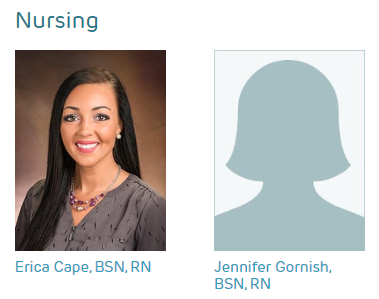 Nursing
Erica Cape, BSN, RN
Jennifer Gornish,
BSN, RN